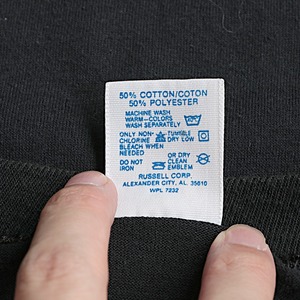 50% COTTON/COTON
50% POLYESTER
MACHINE WASH
WARM-COLORS
WASH SEPARATELY
ONLY NON-
CHLORINE
BLEACH WHEN
NEEDED
TUMBLE
DRY LOW
DO NOT
IRON
OR DRY
CLEAN
EMBLEM
RUSSELL CORP.
ALEXANDER CITY, AL. 35010
WPL 7232